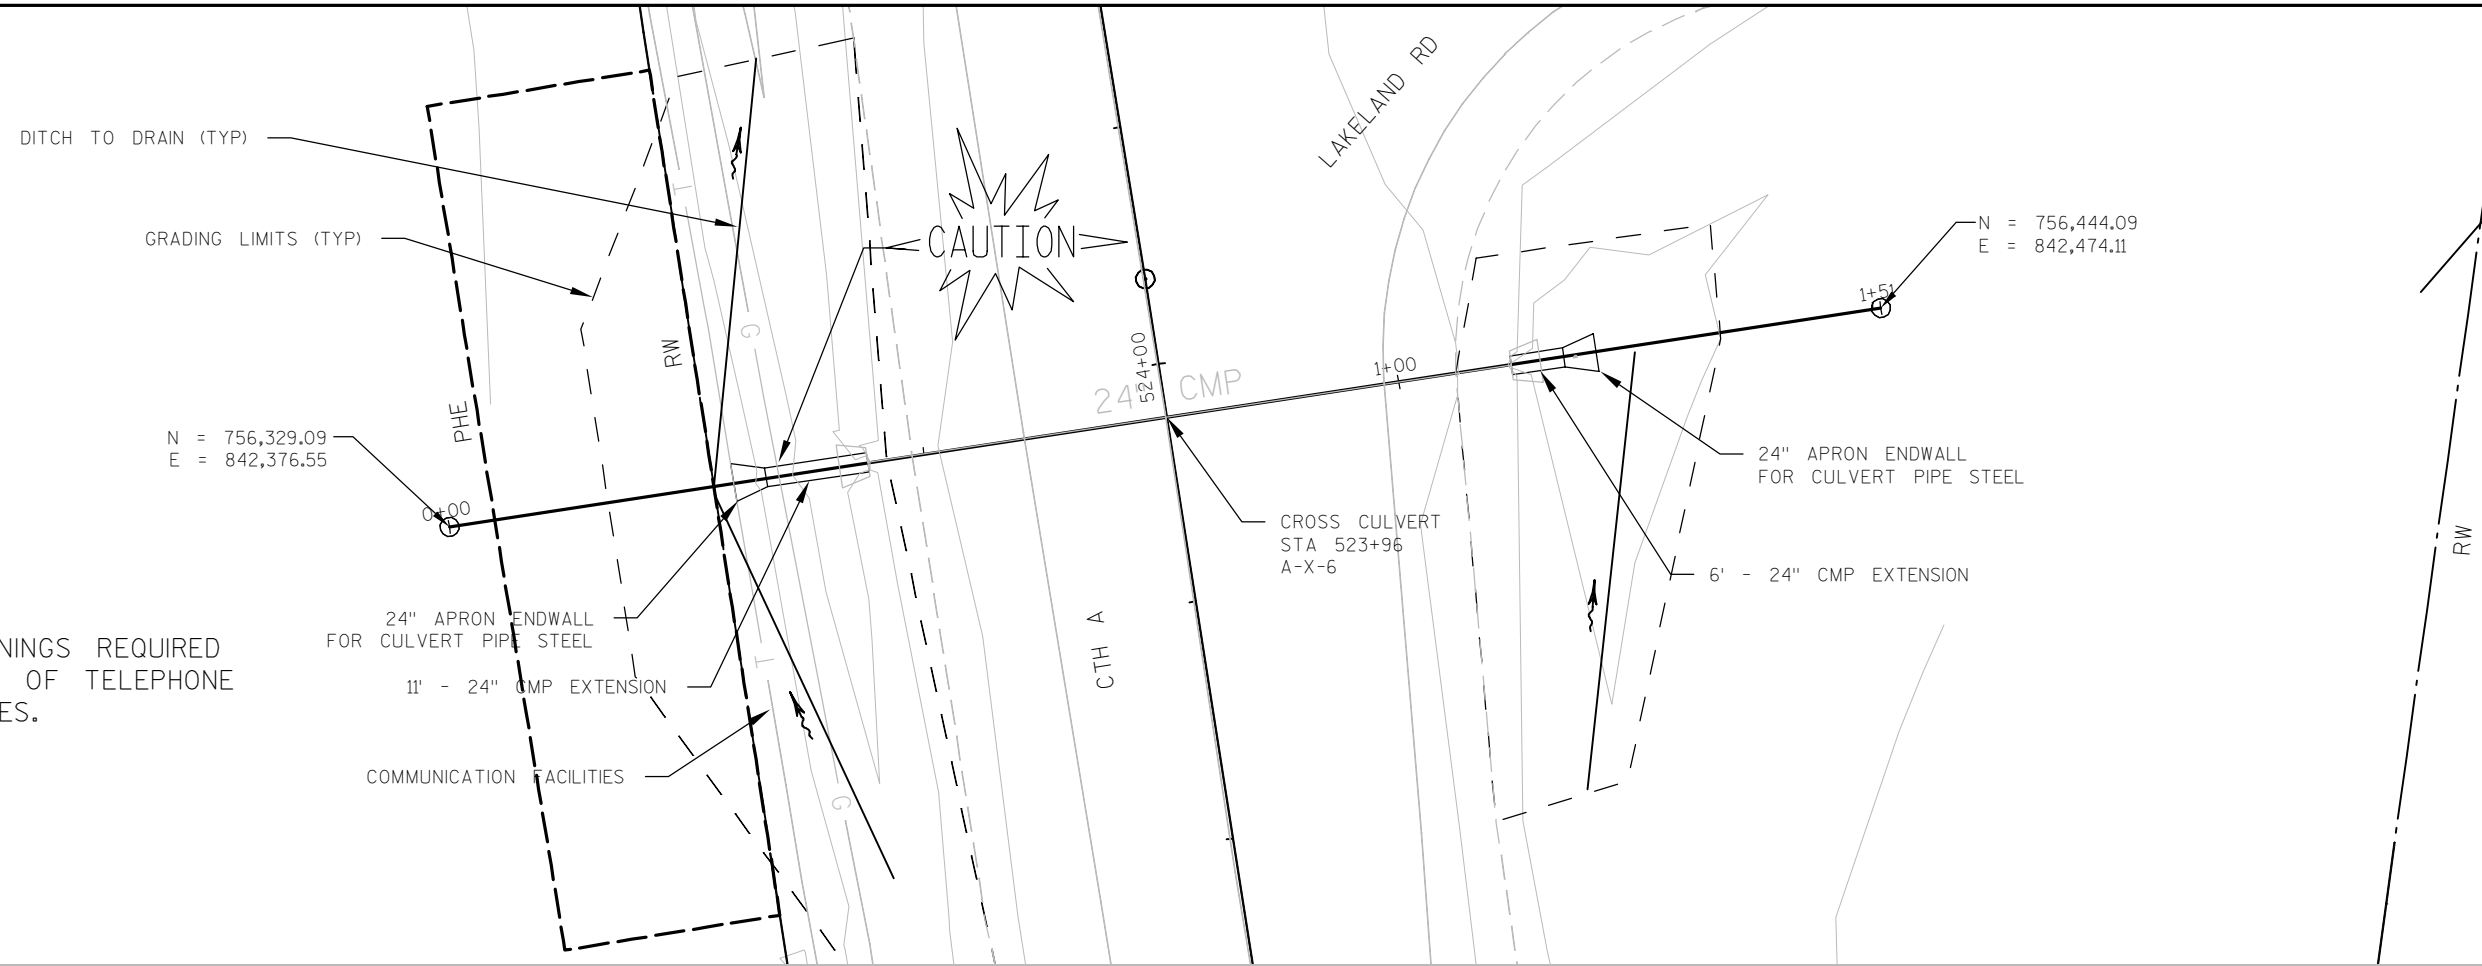 LAKELAND RD
DITCH TO DRAIN (TYP)
GRADING LIMITS (TYP)
CAUTION
N = 756,444.09
E = 842,474.11
1+51
T
G
RW
524+00
24" CMP
1+00
PHE
N = 756,329.09
E = 842,376.55
0+00
24" APRON ENDWALL
FOR CULVERT PIPE STEEL
CROSS CULVERT
STA 523+96
A-X-6
RW
6' - 24" CMP EXTENSION
24" APRON ENDWALL
FOR CULVERT PIPE STEEL
NINGS REQUIRED
OF TELEPHONE
ES.
11' - 24" CMP EXTENSION
T
CTH A
COMMUNICATION FACILITIES
G